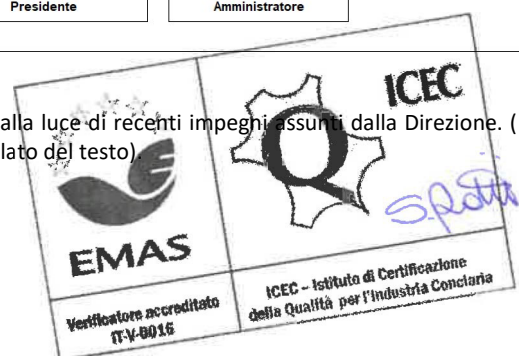 Presidente
Amministratore
alla luce di recenti impegni assunti dalla Direzione. (
lato del testo).
ICEC
Q
EMAS
Verificatore accreditato
IT-V-0016
ICEC – Istituto di Certificazione
della Qualità per l'Industria Conciaria